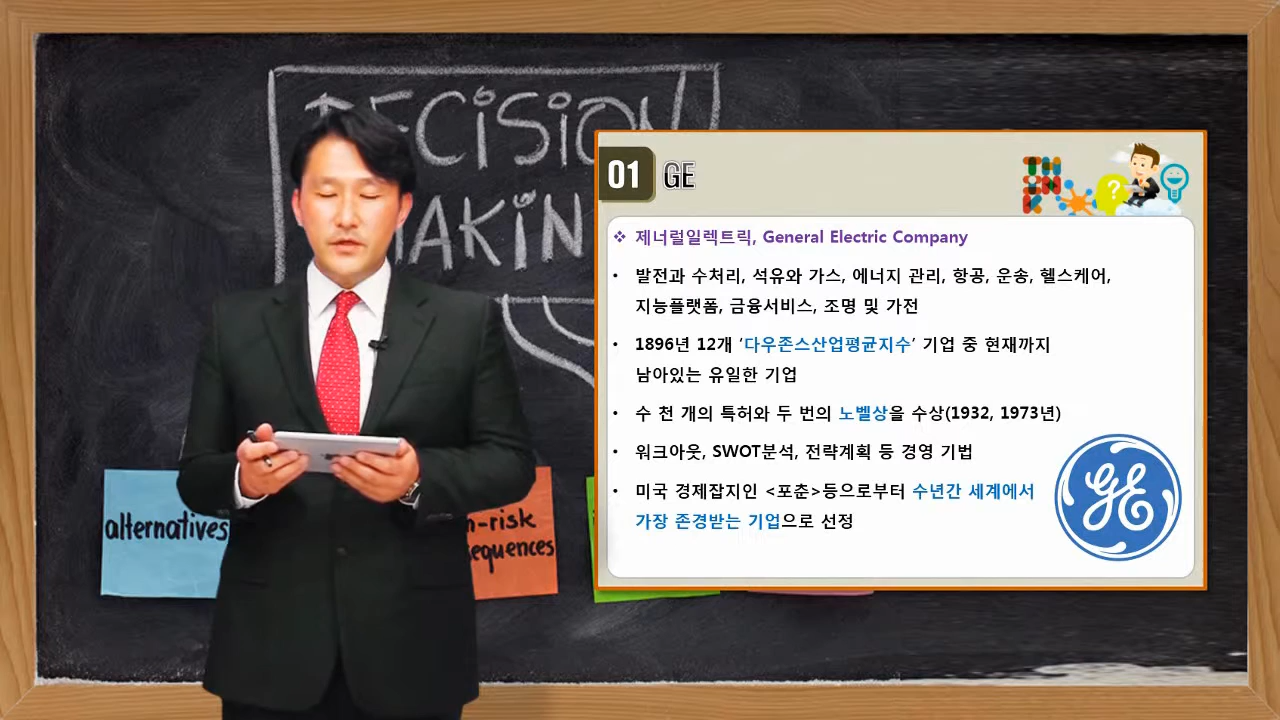 DECISION
MAKIN
alternatives
n-risk
equences
01 GE
THINK
?
❖ 제너럴일렉트릭, General Electric Company
• 발전과 수처리, 석유와 가스, 에너지 관리, 항공, 운송, 헬스케어,
지능플랫폼, 금융서비스, 조명 및 가전
• 1896년 12개 ‘다우존스산업평균지수’ 기업 중 현재까지
남아있는 유일한 기업
• 수 천 개의 특허와 두 번의 노벨상을 수상(1932, 1973년)
• 워크아웃, SWOT분석, 전략계획 등 경영 기법
• 미국 경제잡지인 <포춘>등으로부터 수년간 세계에서
가장 존경받는 기업으로 선정
GE